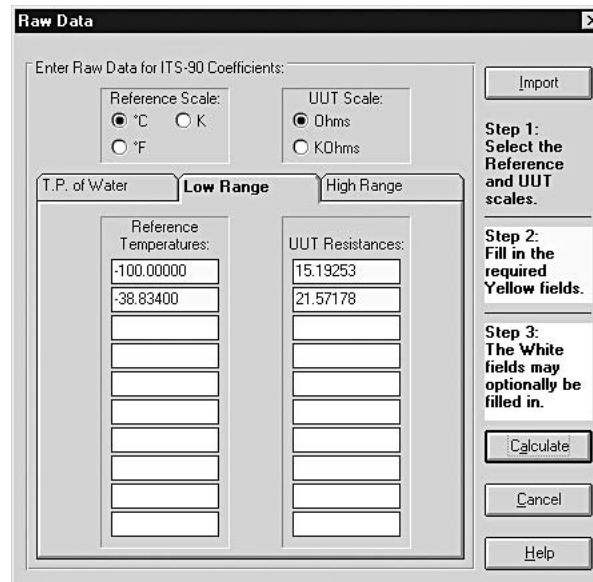 Raw Data
Enter Raw Data for ITS-90 Coefficients:
Reference Scale:
°C
K
°F
UUT Scale:
Ohms
KOhms
T.P. of Water
Low Range
High Range
Reference
Temperatures:
-100.00000
-38.83400
UUT Resistances:
15.19253
21.57178
Import
Step 1:
Select the
Reference
and UUT
scales.
Step 2:
Fill in the
required
Yellow fields.
Step 3:
The White
fields may
optionally be
filled in.
Calculate
Cancel
Help